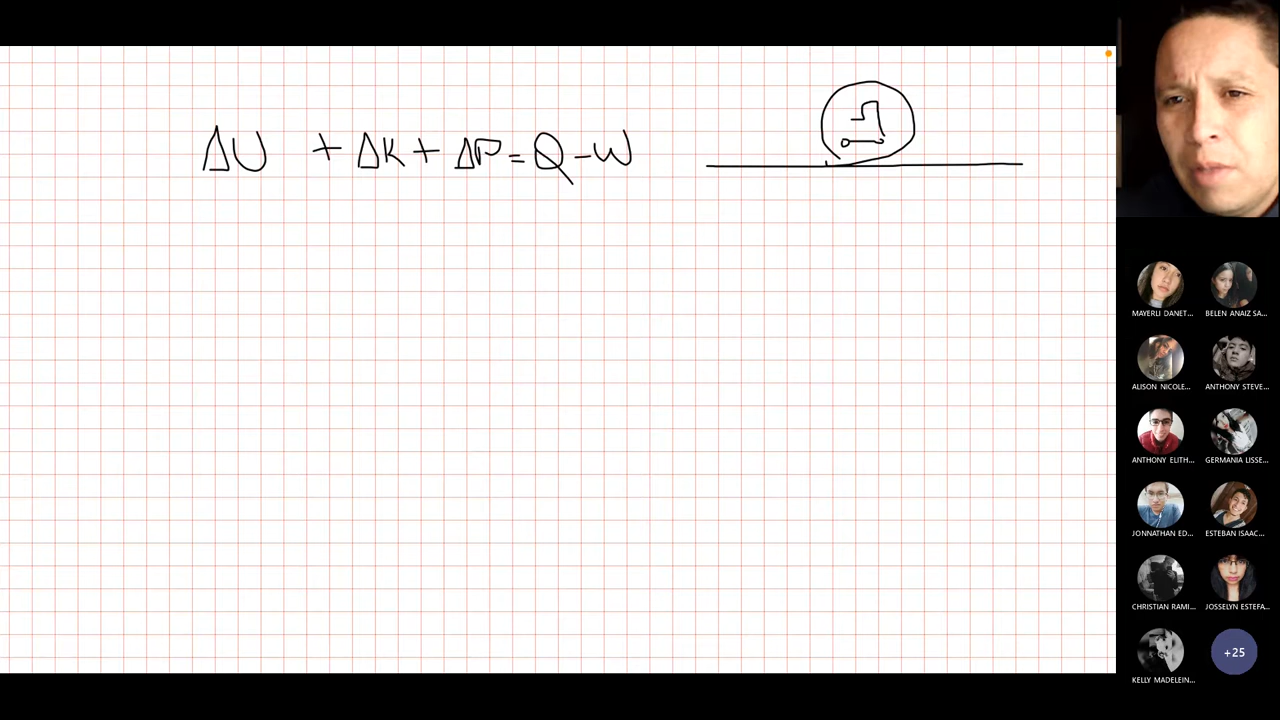 ΔU + ΔK + ΔP = Q - W
MAYERLI DANET...
BELEN ANAIZ SA...
ALISON NICOLE...
ANTHONY STEVE...
ANTHONY ELITH...
GERMANIA LISSE...
JONNATHAN ED...
ESTEBAN ISAAC...
CHRISTIAN RAMI...
JOSSELYN ESTEFA...
KELLY MADELEIN...
+25